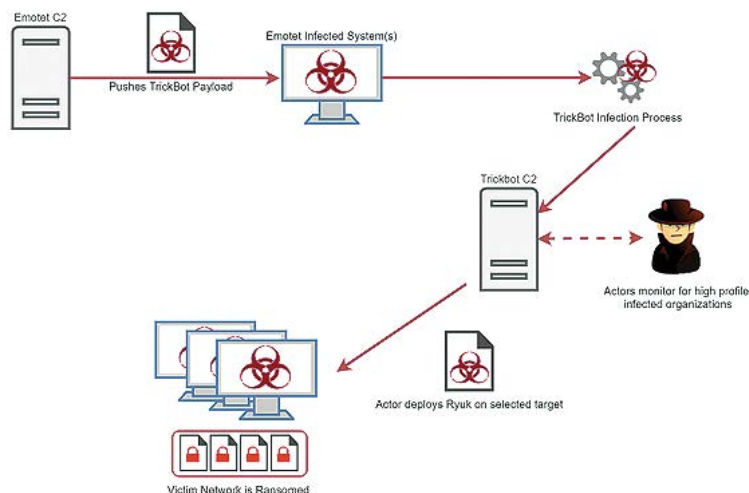 Emotet C2
Pushes TrickBot Payload
Emotet Infected System(s)
TrickBot Infection Process
Trickbot C2
Actors monitor for high profile
infected organizations
Actor deploys Ryuk on selected target
Victim Network is Ransomed